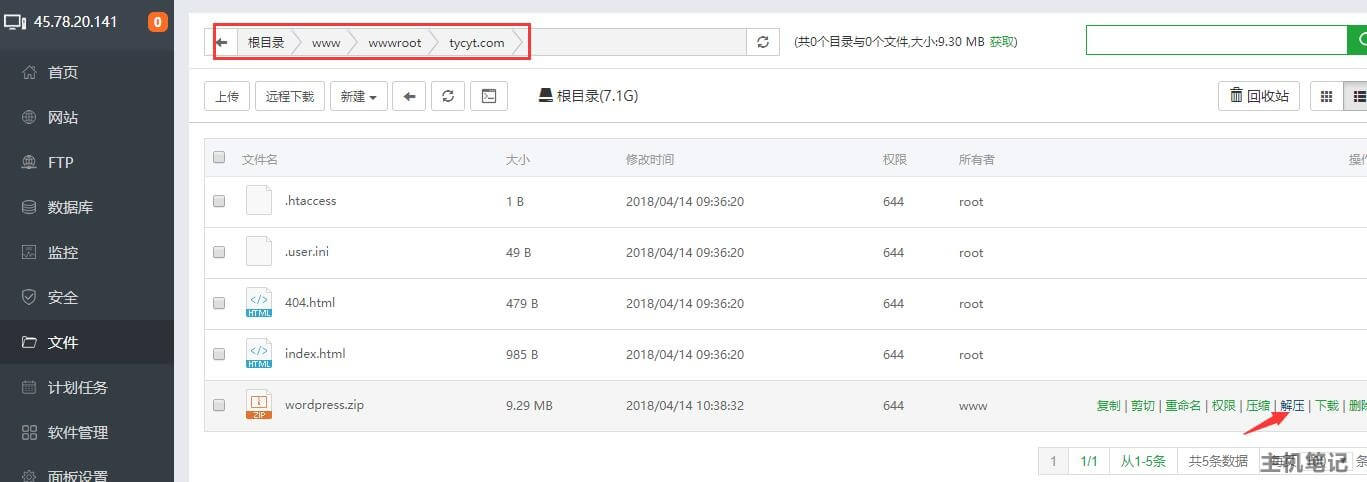 45.78.20.141 0
首页
网站
FTP
数据库
监控
安全
文件
计划任务
软件管理
面板设置
根目录 www wwwroot tycyt.com (共0个目录与0个文件,大小:9.30 MB 获取)
上传 远程下载 新建 根目录(7.1G) 回收站
文件名 大小 修改时间 权限 所有者 操作
.htaccess 1 B 2018/04/14 09:36:20 644 root
.user.ini 49 B 2018/04/14 09:36:20 644 root
HTML 404.html 479 B 2018/04/14 09:36:20 644 root
HTML index.html 985 B 2018/04/14 09:36:20 644 root
ZIP wordpress.zip 9.29 MB 2018/04/14 10:38:32 644 www 复制 | 剪切 | 重命名 | 权限 | 压缩 | 解压 | 下载 | 删除
1 1/1 从1-5条 共5条数据 条
主机笔记